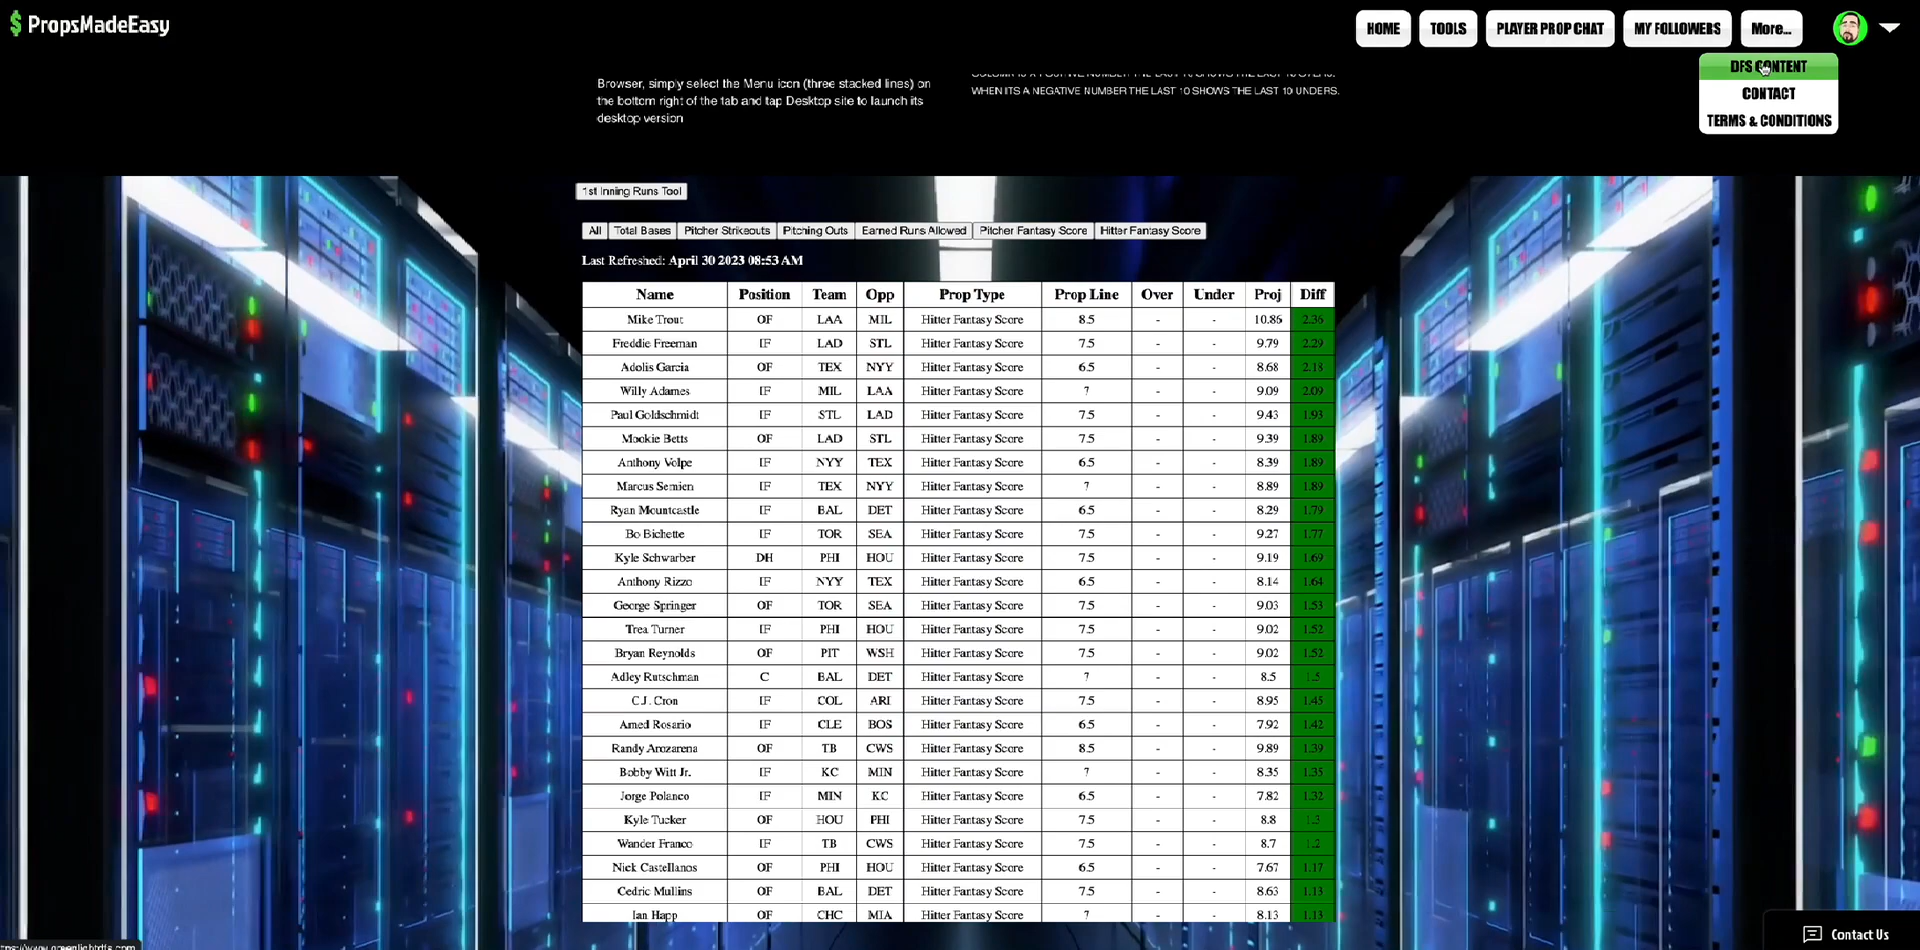 $ PropsMadeEasy
HOME TOOLS PLAYER PROP CHAT MY FOLLOWERS More...
DFS CONTENT
CONTACT
TERMS & CONDITIONS
Browser, simply select the Menu icon (three stacked lines) on
the bottom right of the tab and tap Desktop site to launch its
desktop version
WHEN ITS A NEGATIVE NUMBER THE LAST 10 SHOWS THE LAST 10 UNDERS.
1st Inning Runs Tool
All Total Bases Pitcher Strikeouts Pitching Outs Earned Runs Allowed Pitcher Fantasy Score Hitter Fantasy Score
Last Refreshed: April 30 2023 08:53 AM
Name Position Team Opp Prop Type Prop Line Over Under Proj Diff
Mike Trout OF LAA MIL Hitter Fantasy Score 8.5 - - 10.86 2.36
Freddie Freeman IF LAD STL Hitter Fantasy Score 7.5 - - 9.79 2.29
Adolis Garcia OF TEX NYY Hitter Fantasy Score 6.5 - - 8.68 2.18
Willy Adames IF MIL LAA Hitter Fantasy Score 7 - - 9.09 2.09
Paul Goldschmidt IF STL LAD Hitter Fantasy Score 7.5 - - 9.43 1.93
Mookie Betts OF LAD STL Hitter Fantasy Score 7.5 - - 9.39 1.89
Anthony Volpe IF NYY TEX Hitter Fantasy Score 6.5 - - 8.39 1.89
Marcus Semien IF TEX NYY Hitter Fantasy Score 7 - - 8.89 1.89
Ryan Mountcastle IF BAL DET Hitter Fantasy Score 6.5 - - 8.29 1.79
Bo Bichette IF TOR SEA Hitter Fantasy Score 7.5 - - 9.27 1.77
Kyle Schwarber DH PHI HOU Hitter Fantasy Score 7.5 - - 9.19 1.69
Anthony Rizzo IF NYY TEX Hitter Fantasy Score 6.5 - - 8.14 1.64
George Springer OF TOR SEA Hitter Fantasy Score 7.5 - - 9.03 1.53
Trea Turner IF PHI HOU Hitter Fantasy Score 7.5 - - 9.02 1.52
Bryan Reynolds OF PIT WSH Hitter Fantasy Score 7.5 - - 9.02 1.52
Adley Rutschman C BAL DET Hitter Fantasy Score 7 - - 8.5 1.5
C.J. Cron IF COL ARI Hitter Fantasy Score 7.5 - - 8.95 1.45
Amed Rosario IF CLE BOS Hitter Fantasy Score 6.5 - - 7.92 1.42
Randy Arozarena OF TB CWS Hitter Fantasy Score 8.5 - - 9.89 1.39
Bobby Witt Jr. IF KC MIN Hitter Fantasy Score 7 - - 8.35 1.35
Jorge Polanco IF MIN KC Hitter Fantasy Score 6.5 - - 7.82 1.32
Kyle Tucker OF HOU PHI Hitter Fantasy Score 7.5 - - 8.8 1.3
Wander Franco IF TB CWS Hitter Fantasy Score 7.5 - - 8.7 1.2
Nick Castellanos OF PHI HOU Hitter Fantasy Score 6.5 - - 7.67 1.17
Cedric Mullins OF BAL DET Hitter Fantasy Score 7.5 - - 8.63 1.13
Ian Happ OF CHC MIA Hitter Fantasy Score 7 - - 8.13 1.13
Contact Us